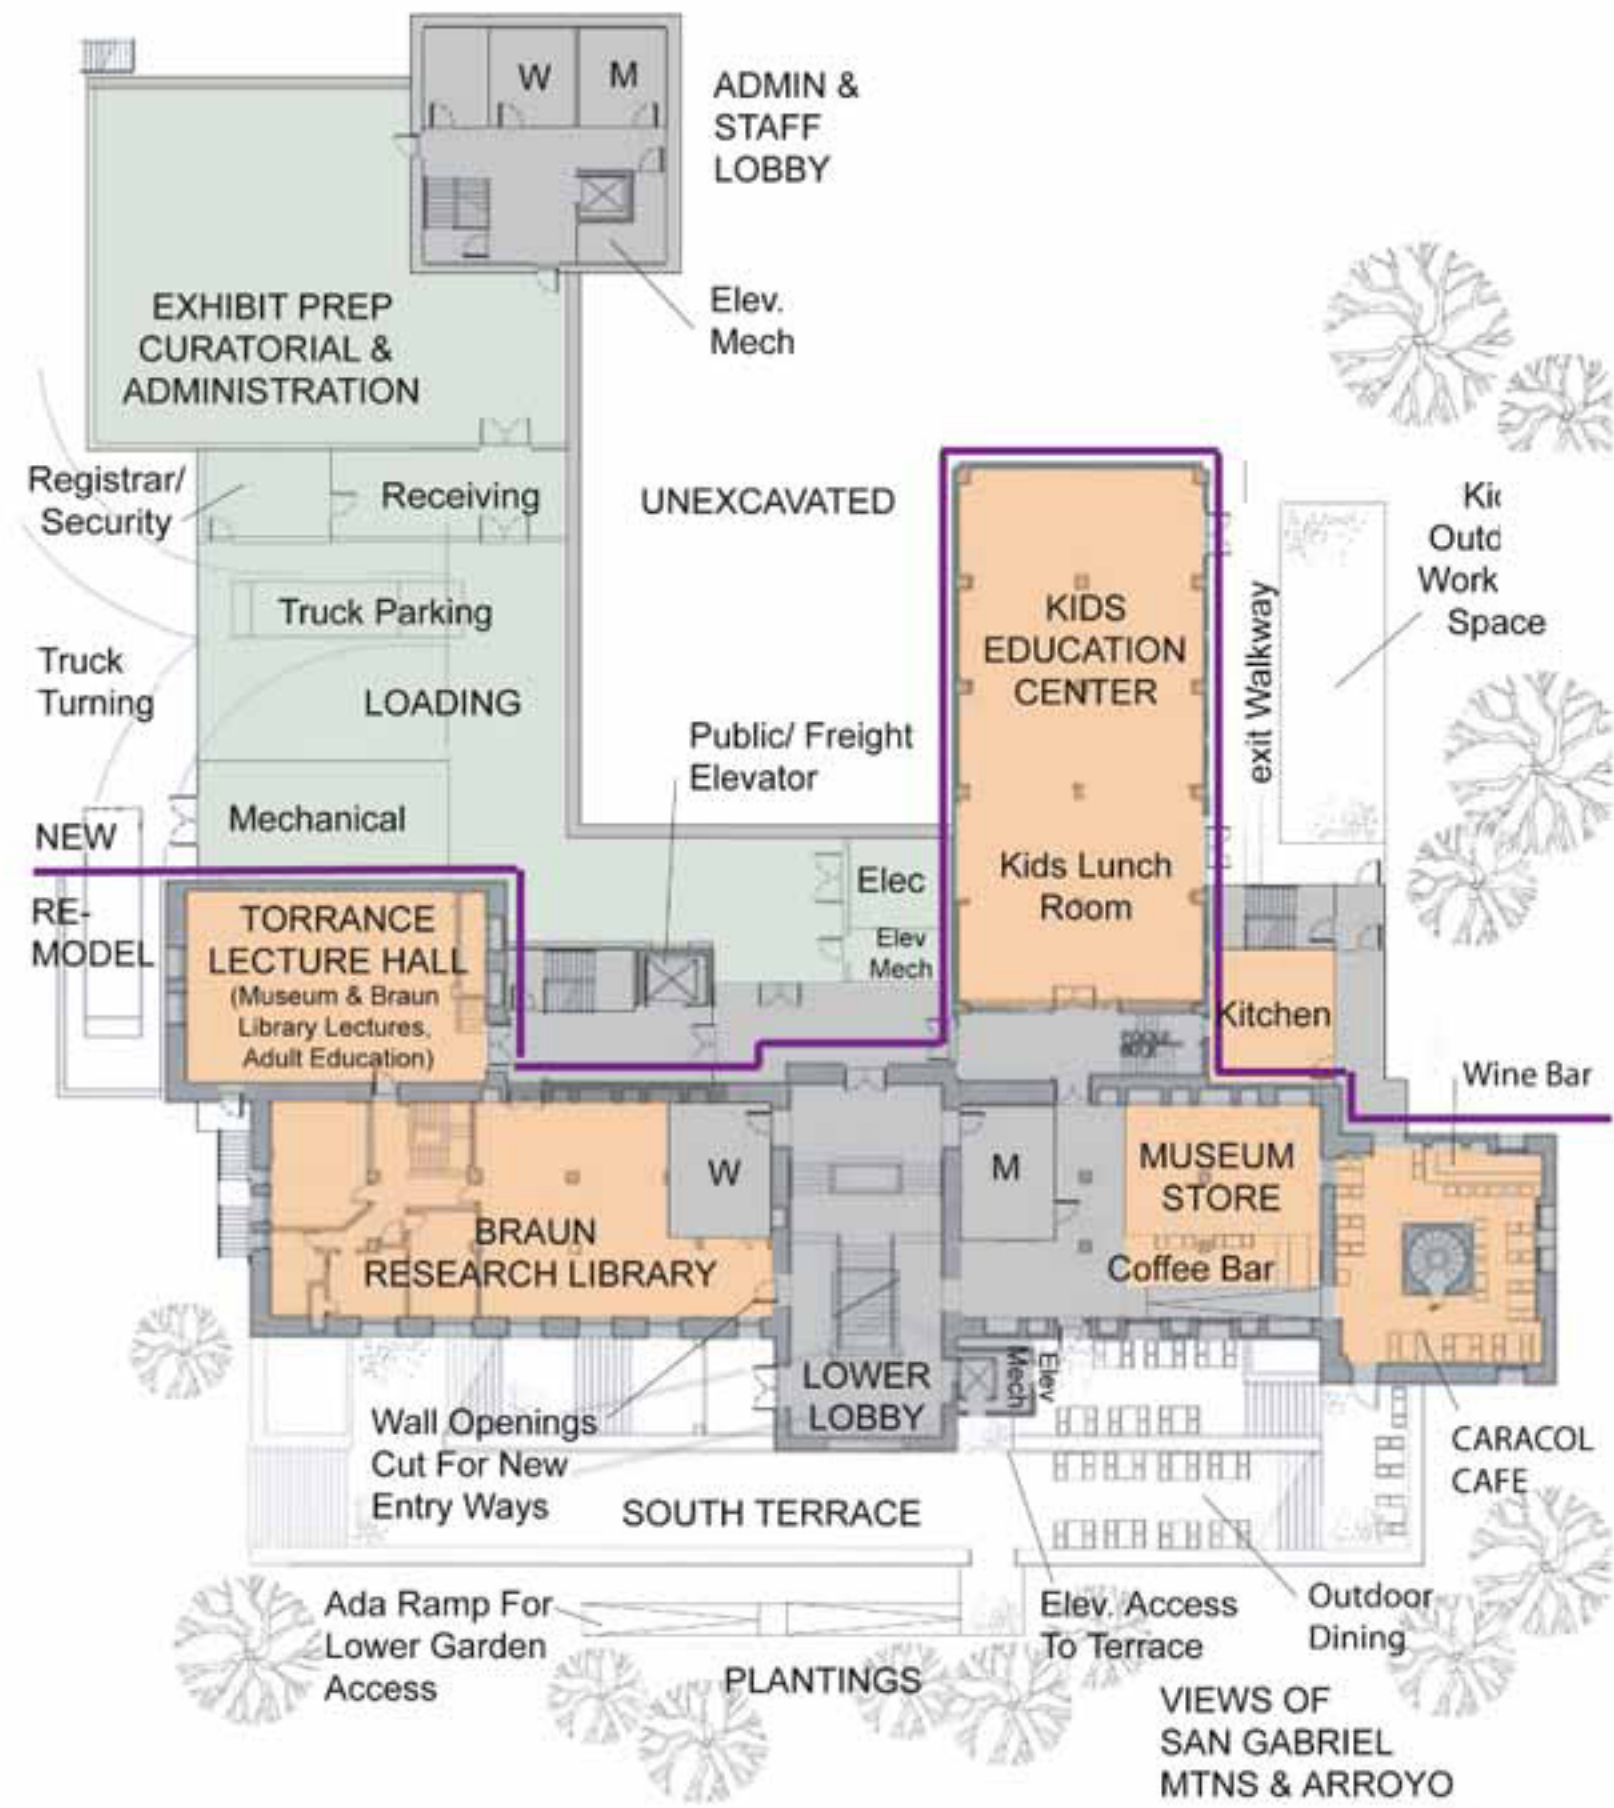 W
M
ADMIN &
STAFF
LOBBY
Elev.
Mech
EXHIBIT PREP
CURATORIAL &
ADMINISTRATION
Registrar/
Security
Receiving
UNEXCAVATED
Truck Parking
Truck
Turning
LOADING
Public/ Freight
Elevator
Mechanical
NEW
RE-
MODEL
KIDS
EDUCATION
CENTER
Kids Lunch
Room
exit Walkway
Work
Space
Elec
Elev
Mech
TORRANCE
LECTURE HALL
(Museum & Braun
Library Lectures,
Adult Education)
Kitchen
Wine Bar
W
M
MUSEUM
STORE
Coffee Bar
BRAUN
RESEARCH LIBRARY
LOWER
LOBBY
Elev
Mech
Wall Openings
Cut For New
Entry Ways
CARACOL
CAFE
SOUTH TERRACE
Ada Ramp For
Lower Garden
Access
Elev. Access
To Terrace
Outdoor
Dining
PLANTINGS
VIEWS OF
SAN GABRIEL
MTNS & ARROYO